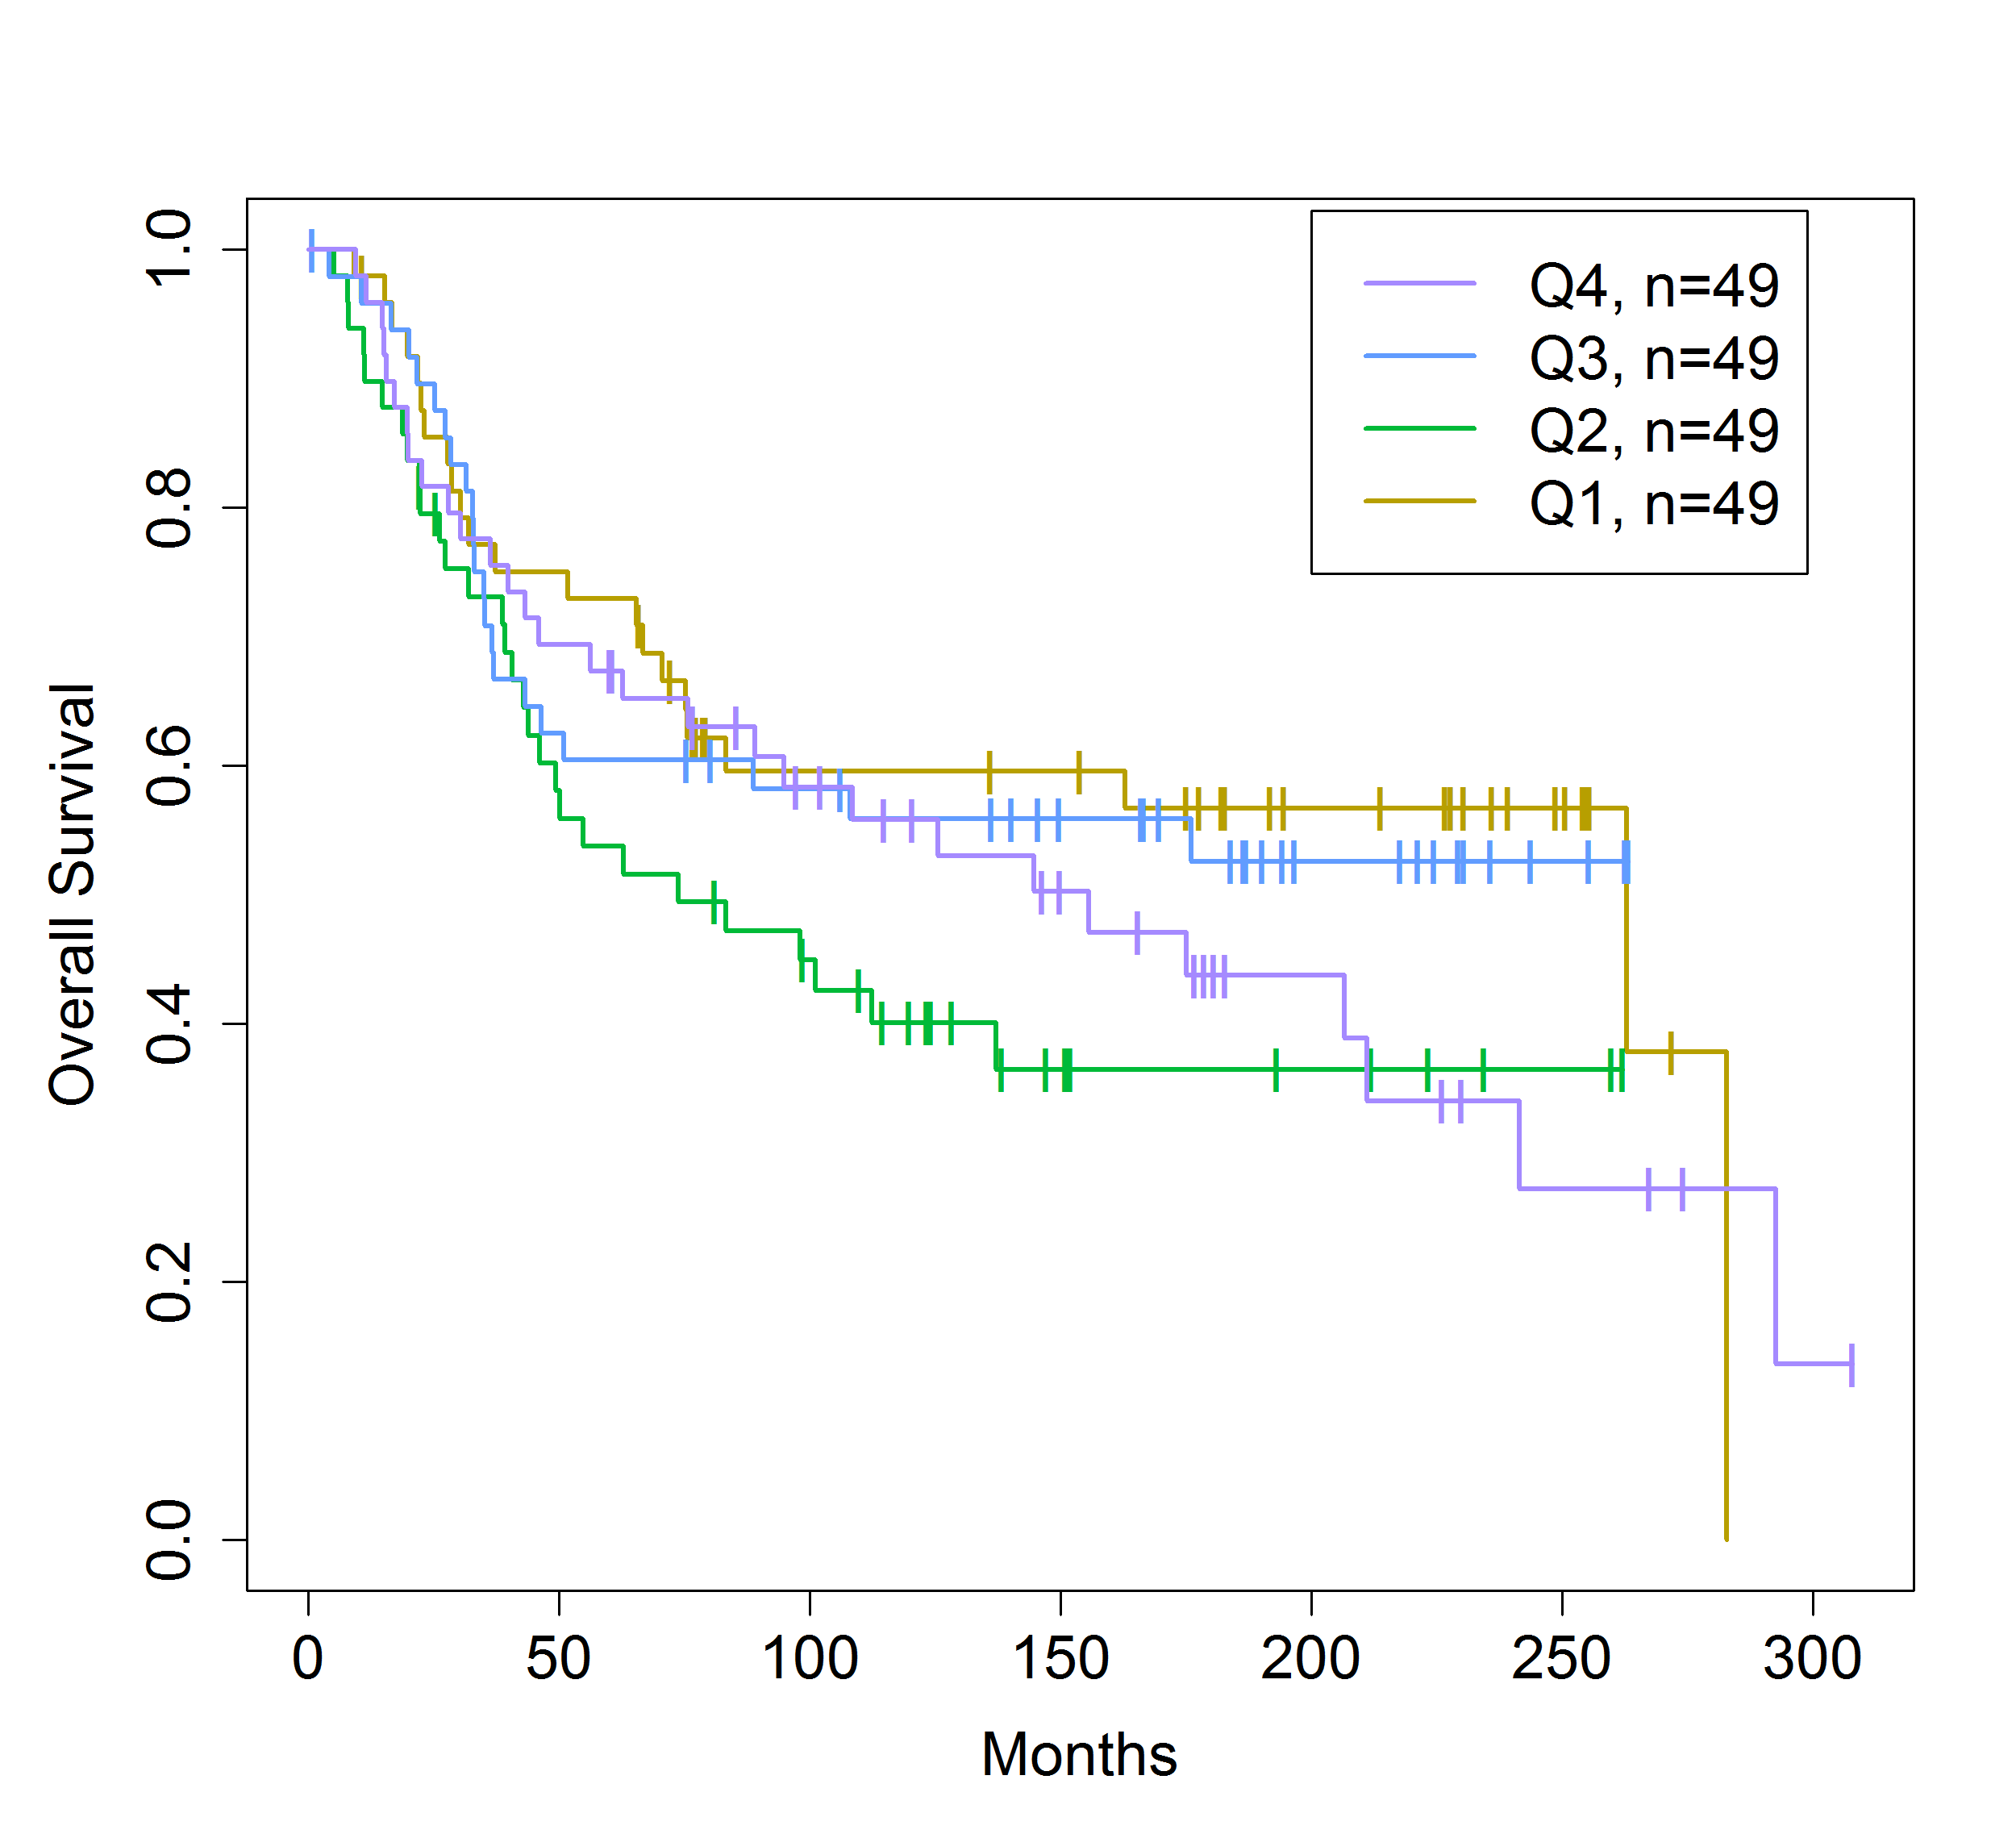 Q4, n=49
Q3, n=49
Q2, n=49
Q1, n=49
Overall Survival
1.0
0.8
0.6
0.4
0.2
0.0
0 50 100 150 200 250 300
Months